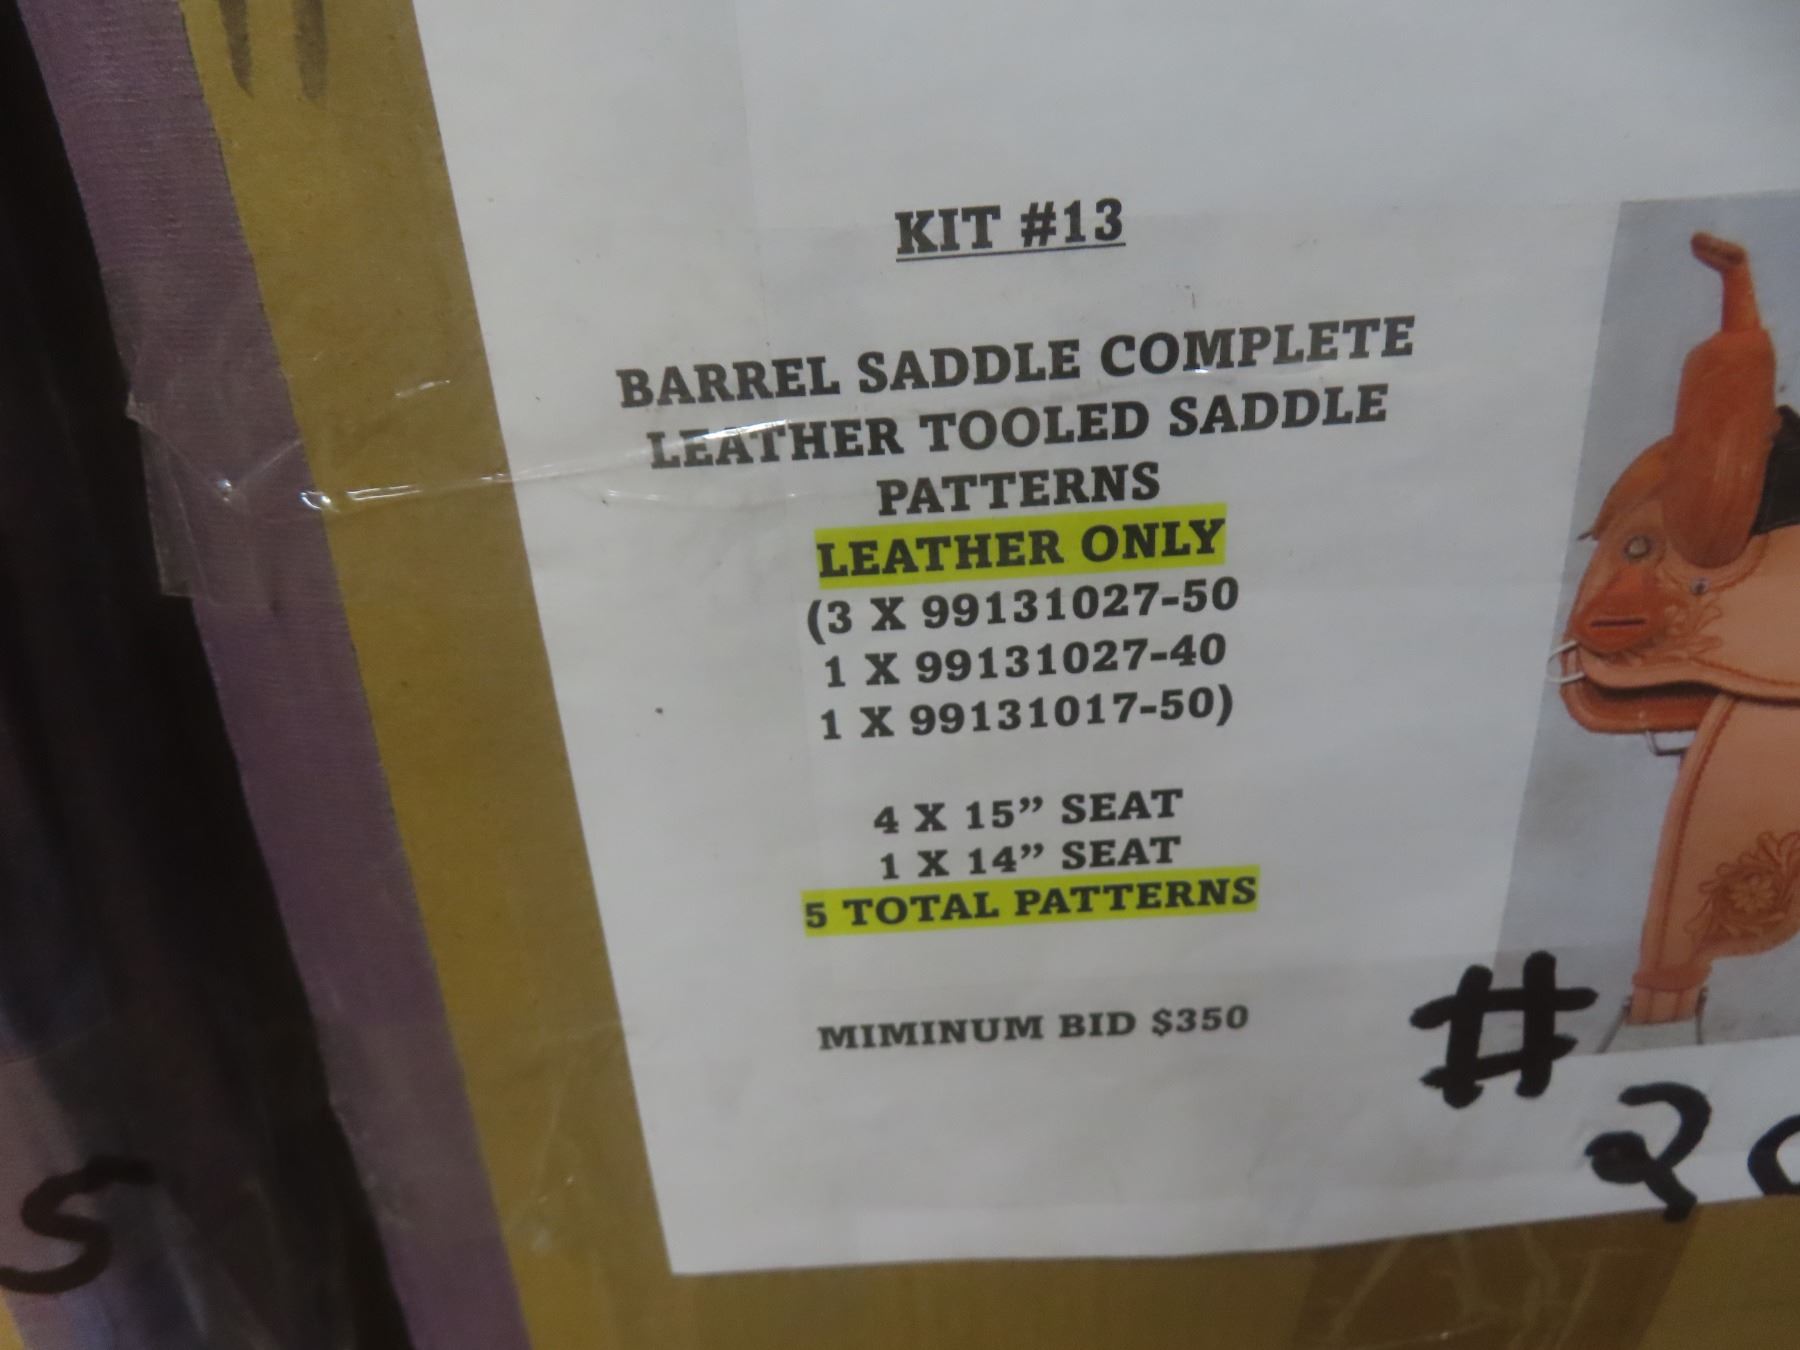 KIT #13
BARREL SADDLE COMPLETE
LEATHER TOOLED SADDLE
PATTERNS
LEATHER ONLY
(3 X 99131027-50
1 X 99131027-40
1 X 99131017-50)
4 X 15” SEAT
1 X 14” SEAT
5 TOTAL PATTERNS
MIMINUM BID $350
#
S